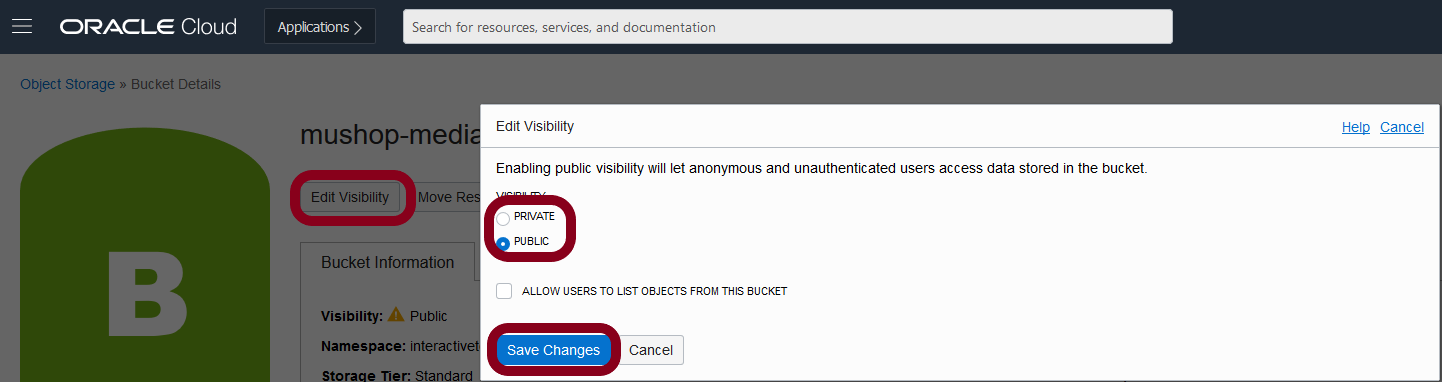 ORACLE Cloud
Applications
Search for resources, services, and documentation
Object Storage » Bucket Details
B
mushop-media
Edit Visibility
Move Res
Bucket Information
Visibility: Public
Namespace: interactivet
Storage Tier: Standard
Edit Visibility
Help Cancel
Enabling public visibility will let anonymous and unauthenticated users access data stored in the bucket.
VISIBILITY
PRIVATE
PUBLIC
ALLOW USERS TO LIST OBJECTS FROM THIS BUCKET
Save Changes Cancel